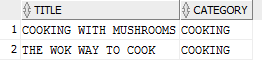 TITLE CATEGORY
1 COOKING WITH MUSHROOMS COOKING
2 THE WOK WAY TO COOK COOKING